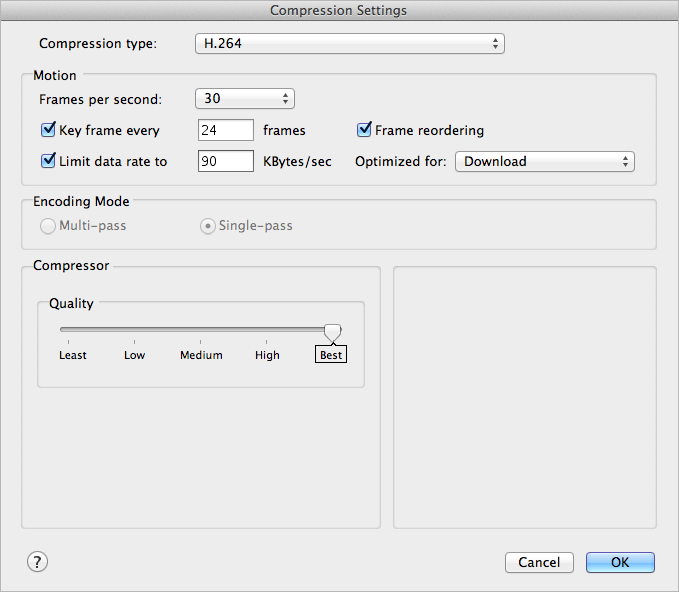 Compression Settings
Compression type: H.264
Motion
Frames per second: 30
Key frame every 24 frames Frame reordering
Limit data rate to 90 KBytes/sec Optimized for: Download
Encoding Mode
Multi-pass Single-pass
Compressor
Quality
Least Low Medium High Best
? Cancel OK